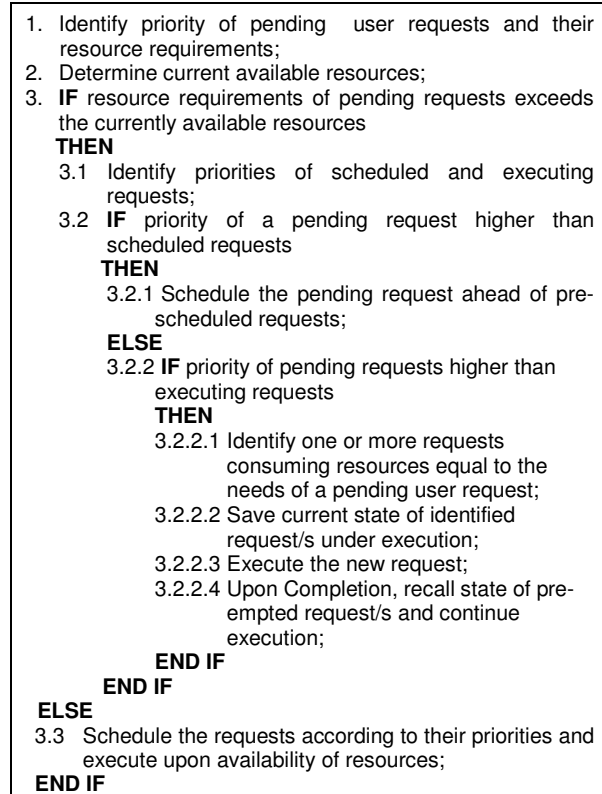 1. Identify priority of pending user requests and their
resource requirements;
2. Determine current available resources;
3. IF resource requirements of pending requests exceeds
the currently available resources
THEN
3.1 Identify priorities of scheduled and executing
requests;
3.2 IF priority of a pending request higher than
scheduled requests
THEN
3.2.1 Schedule the pending request ahead of pre-
scheduled requests;
ELSE
3.2.2 IF priority of pending requests higher than
executing requests
THEN
3.2.2.1 Identify one or more requests
consuming resources equal to the
needs of a pending user request;
3.2.2.2 Save current state of identified
request/s under execution;
3.2.2.3 Execute the new request;
3.2.2.4 Upon Completion, recall state of pre-
empted request/s and continue
execution;
END IF
END IF
ELSE
3.3 Schedule the requests according to their priorities and
execute upon availability of resources;
END IF